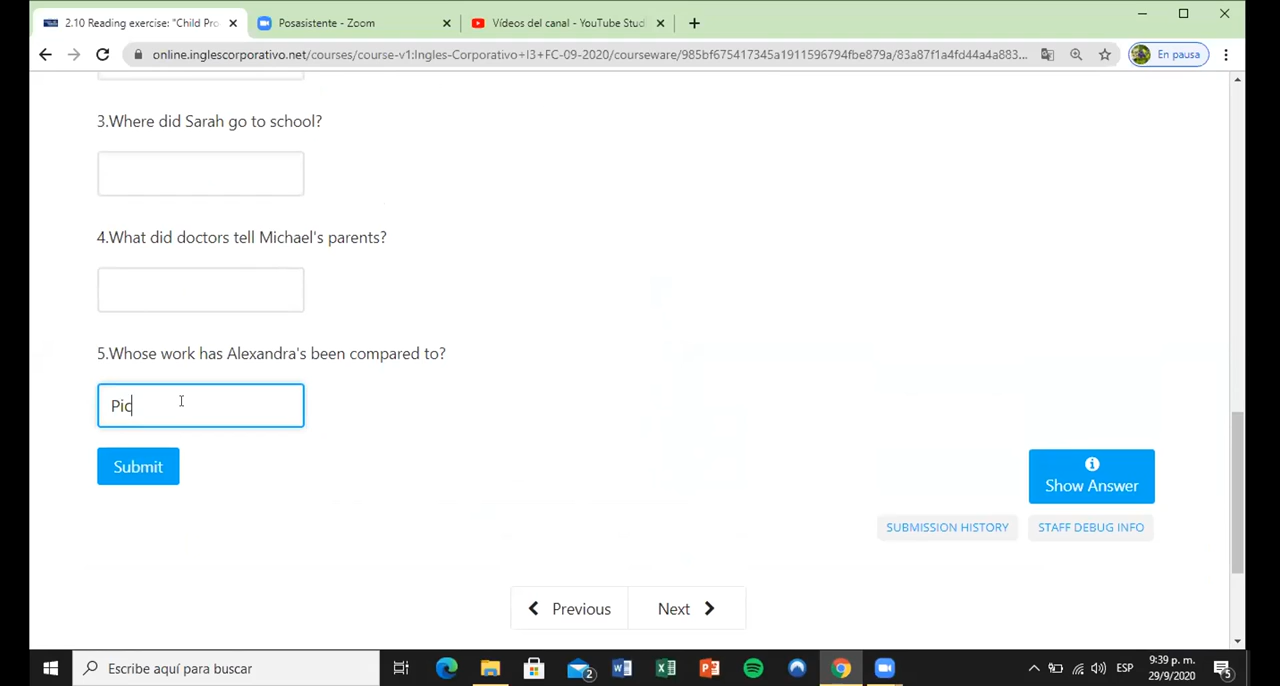 2.10 Reading exercise: "Child Pro
Posasistente - Zoom
Vídeos del canal - YouTube Stud
online.inglescorporativo.net/courses/course-v1:Ingles-Corporativo+I3+FC-09-2020/courseware/985bf675417345a1911596794fbe879a/83a87f1a4fd44a4a883...
En pausa
3.Where did Sarah go to school?
4.What did doctors tell Michael's parents?
5.Whose work has Alexandra's been compared to?
Pic
Submit
Show Answer
SUBMISSION HISTORY
STAFF DEBUG INFO
Previous
Next
Escribe aquí para buscar
2
ESP
9:39 p. m.
29/9/2020
5